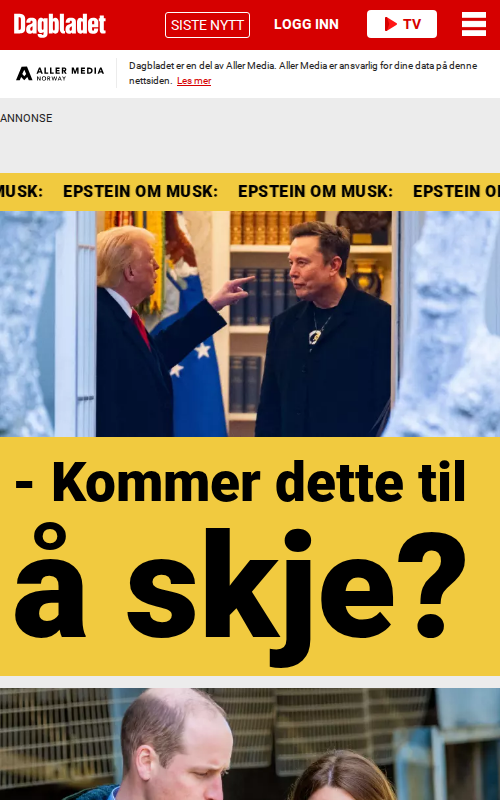 Dagbladet
SISTE NYTT
LOGG INN
TV
ALLER MEDIA
NORWAY
Dagbladet er en del av Aller Media. Aller Media er ansvarlig for dine data på denne
nettsiden. Les mer
ANNONSE
MUSK: EPSTEIN OM MUSK: EPSTEIN OM MUSK: EPSTEIN O
- Kommer dette til
å skje?